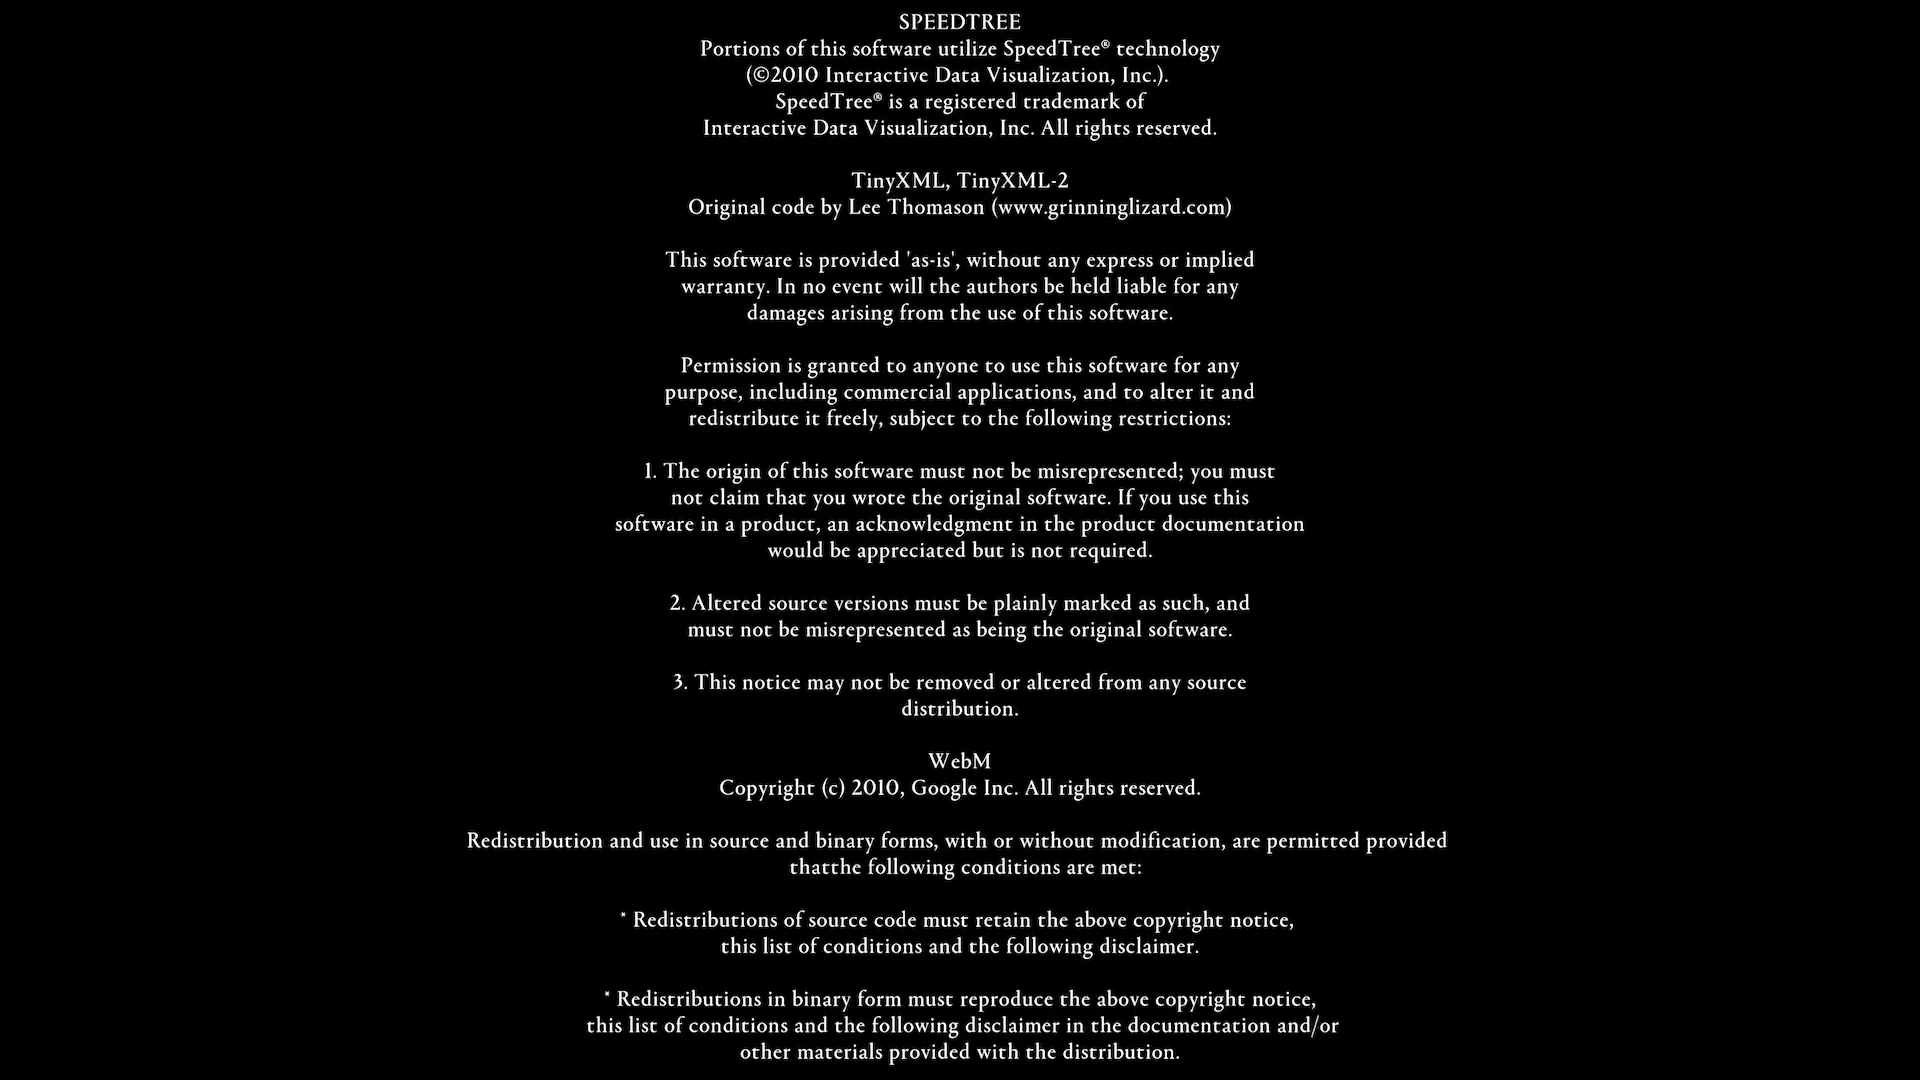 SPEEDTREE
Portions of this software utilize SpeedTree® technology
(©2010 Interactive Data Visualization, Inc.).
SpeedTree® is a registered trademark of
Interactive Data Visualization, Inc. All rights reserved.
TinyXML, TinyXML-2
Original code by Lee Thomason (www.grinninglizard.com)
This software is provided 'as-is', without any express or implied
warranty. In no event will the authors be held liable for any
damages arising from the use of this software.
Permission is granted to anyone to use this software for any
purpose, including commercial applications, and to alter it and
redistribute it freely, subject to the following restrictions:
1. The origin of this software must not be misrepresented; you must
not claim that you wrote the original software. If you use this
software in a product, an acknowledgment in the product documentation
would be appreciated but is not required.
2. Altered source versions must be plainly marked as such, and
must not be misrepresented as being the original software.
3. This notice may not be removed or altered from any source
distribution.
WebM
Copyright (c) 2010, Google Inc. All rights reserved.
Redistribution and use in source and binary forms, with or without modification, are permitted provided
thatthe following conditions are met:
* Redistributions of source code must retain the above copyright notice,
this list of conditions and the following disclaimer.
* Redistributions in binary form must reproduce the above copyright notice,
this list of conditions and the following disclaimer in the documentation and/or
other materials provided with the distribution.